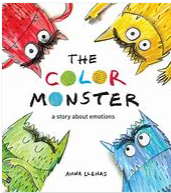 THE
COLOR
MONSTER
a story about emotions
ANNA LLENAS